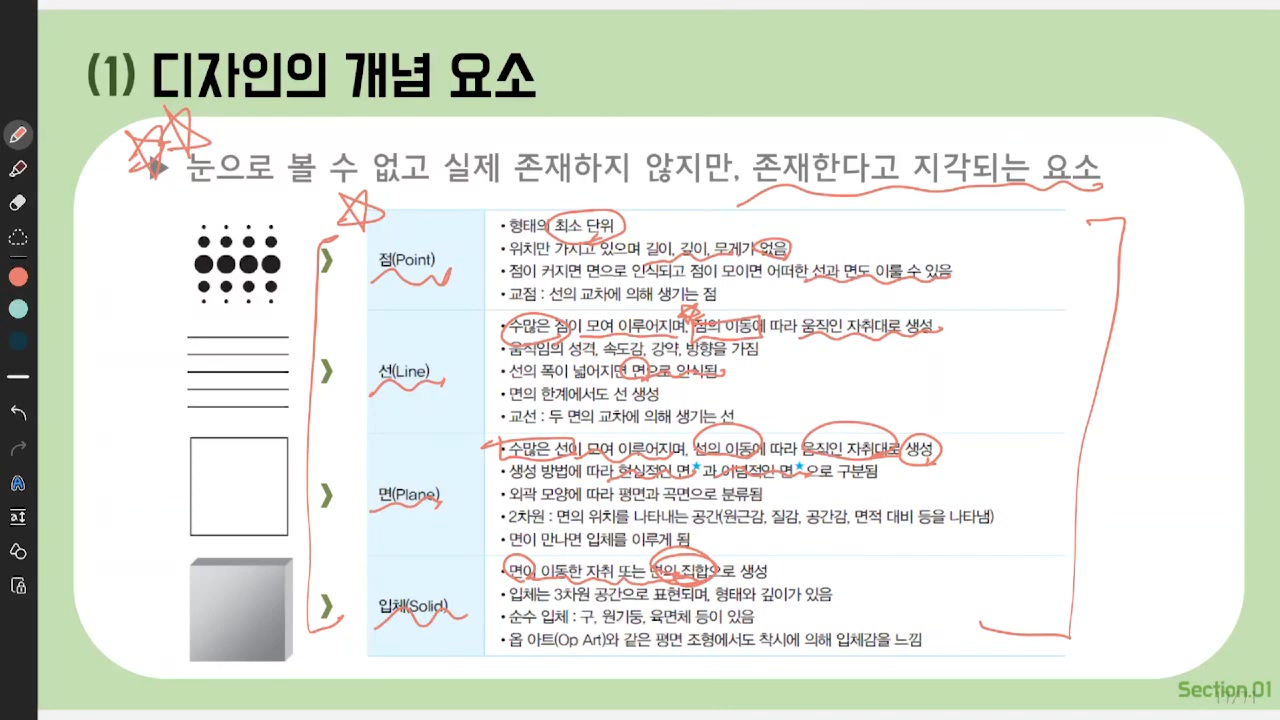 (1) 디자인의 개념 요소
눈으로 볼 수 없고 실제 존재하지 않지만, 존재한다고 지각되는 요소
점(Point)
• 형태의 최소 단위
• 위치만 가지고 있으며 길이, 깊이, 무게가 없음
• 점이 커지면 면으로 인식되고 점이 모이면 어떠한 선과 면도 이룰 수 있음
• 교점 : 선의 교차에 의해 생기는 점
선(Line)
• 수많은 점이 모여 이루어지며, 점의 이동에 따라 움직인 자취대로 생성
• 움직임의 성격, 속도감, 강약, 방향을 가짐
• 선의 폭이 넓어지면 면으로 인식됨
• 면의 한계에서도 선 생성
• 교선 : 두 면의 교차에 의해 생기는 선
면(Plane)
• 수많은 선이 모여 이루어지며, 선의 이동에 따라 움직인 자취대로 생성
• 생성 방법에 따라 현실적인 면★과 이념적인 면★으로 구분됨
• 외곽 모양에 따라 평면과 곡면으로 분류됨
• 2차원 : 면의 위치를 나타내는 공간(원근감, 질감, 공간감, 면적 대비 등을 나타냄)
• 면이 만나면 입체를 이루게 됨
입체(Solid)
• 면이 이동한 자취 또는 면의 집합으로 생성
• 입체는 3차원 공간으로 표현되며, 형태와 깊이가 있음
• 순수 입체 : 구, 원기둥, 육면체 등이 있음
• 옵 아트(Op Art)와 같은 평면 조형에서도 착시에 의해 입체감을 느낌
Section.01